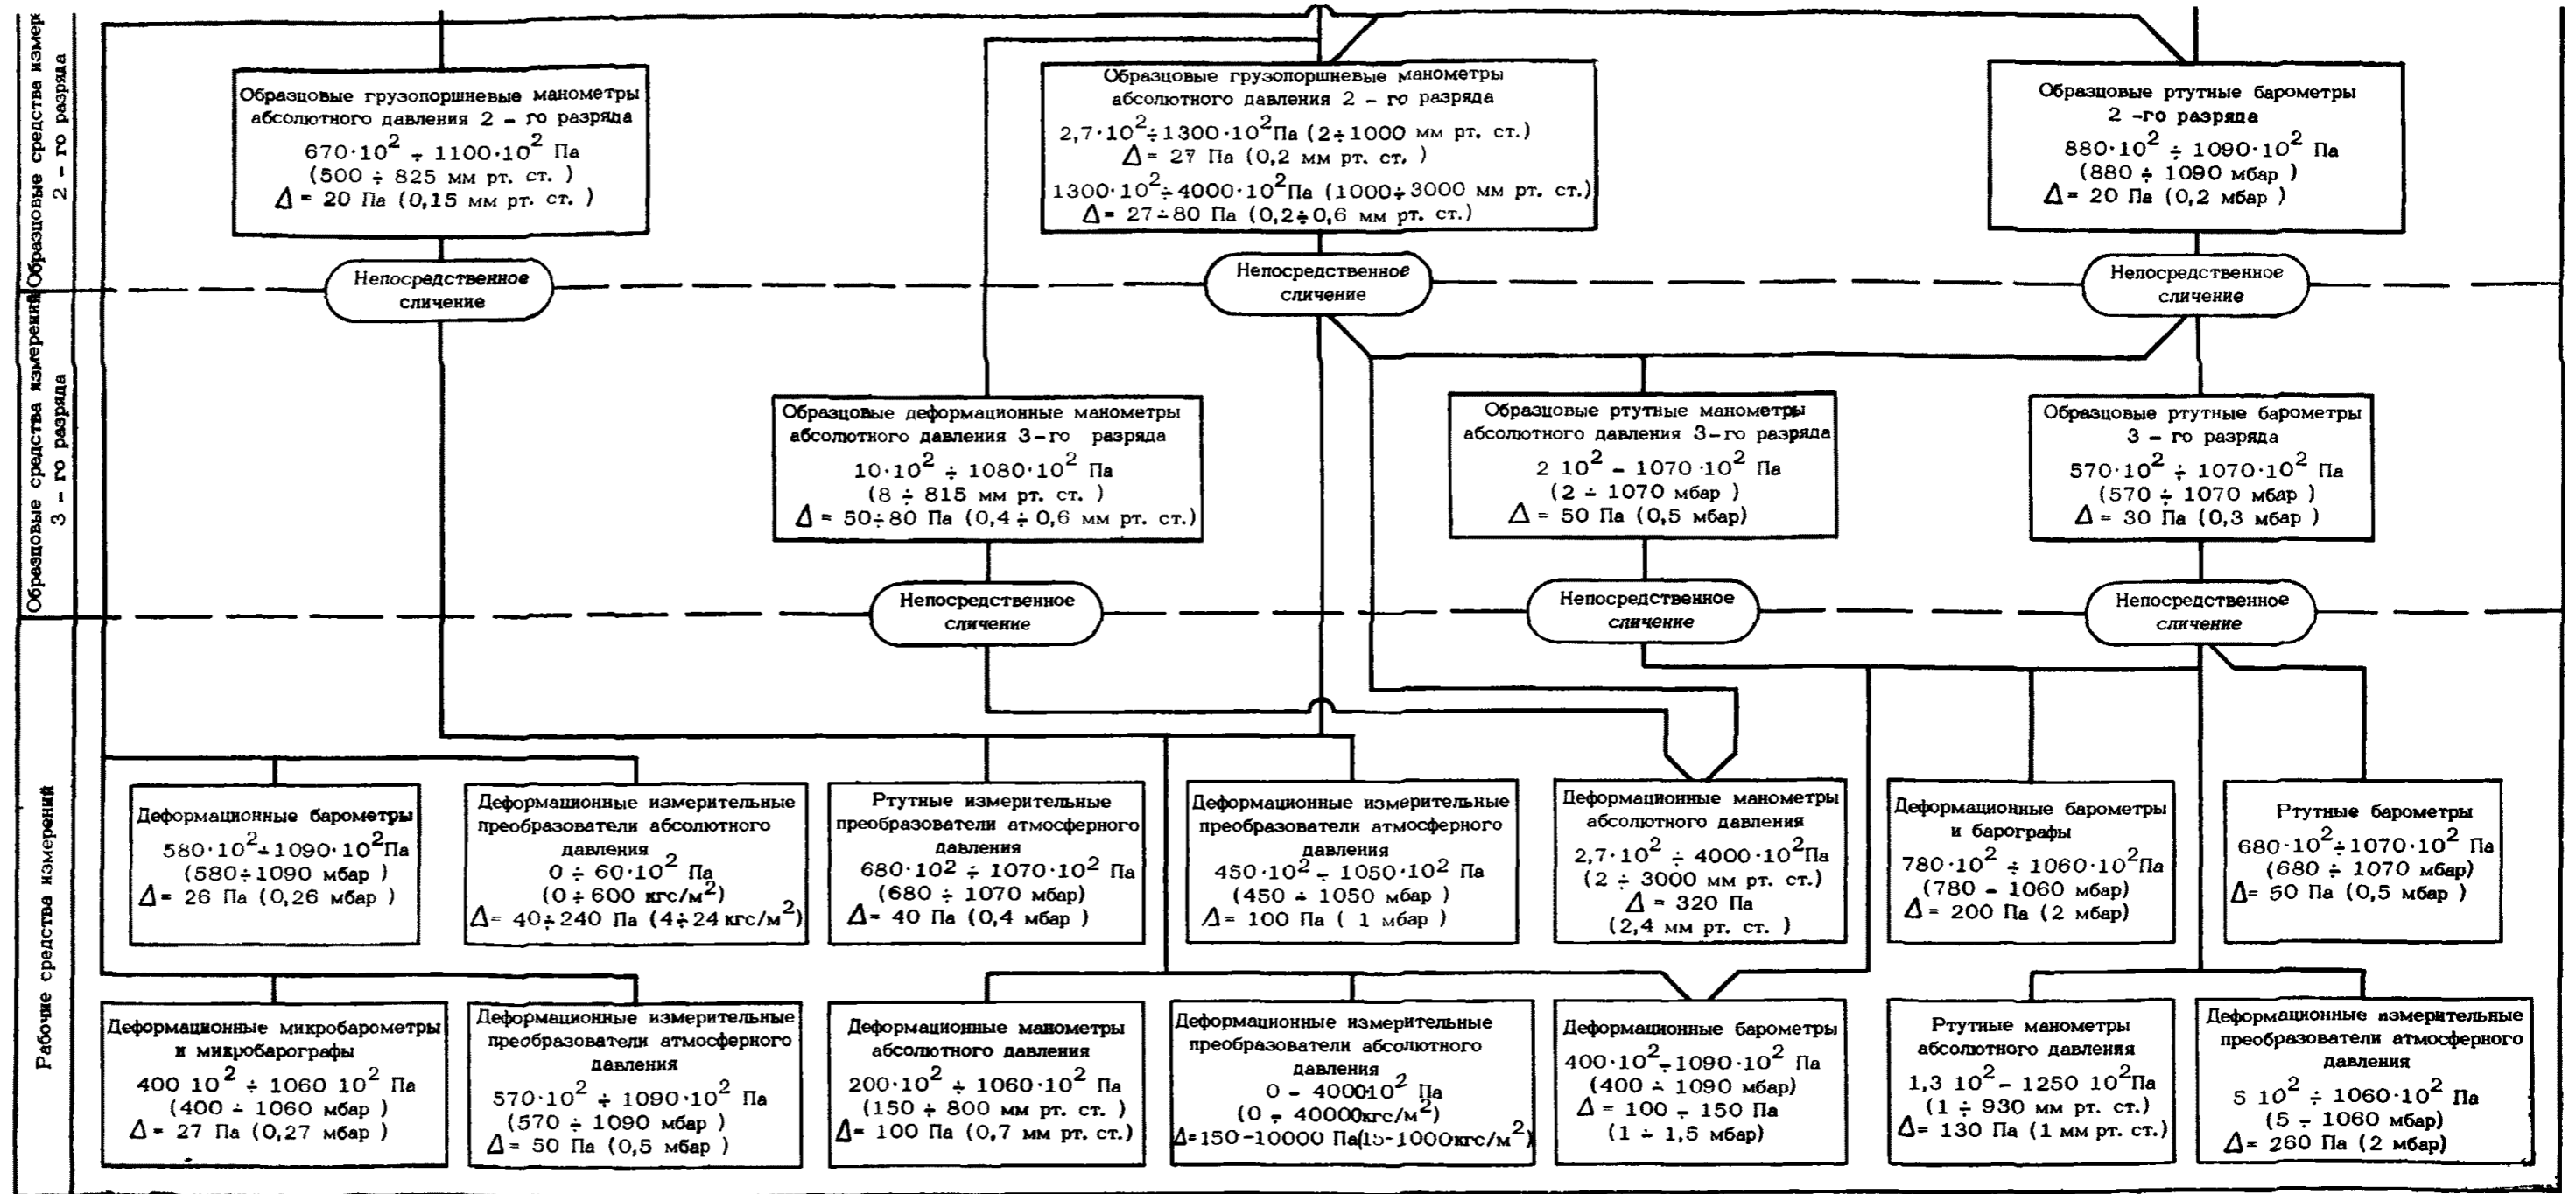 Образцовые средства измер
2 - го разряда
Образцовые грузопоршневые манометры
абсолютного давления 2 - го разряда
670·10² ÷ 1100·10² Па
(500 ÷ 825 мм рт. ст. )
Δ = 20 Па (0,15 мм рт. ст. )
Образцовые грузопоршневые манометры
абсолютного давления 2 - го разряда
2,7·10²÷1300·10²Па (2÷1000 мм рт. ст.)
Δ = 27 Па (0,2 мм рт. ст. )
1300·10²÷4000·10²Па (1000÷3000 мм рт. ст.)
Δ = 27÷80 Па (0,2÷0,6 мм рт. ст.)
Образцовые ртутные барометры
2 -го разряда
880·10² ÷ 1090·10² Па
(880 ÷ 1090 мбар )
Δ = 20 Па (0,2 мбар )
Непосредственное
сличение
Непосредственное
сличение
Непосредственное
сличение
Образцовые средства измерений
3 - го разряда
Образцовые деформационные манометры
абсолютного давления 3-го разряда
10·10² ÷ 1080·10² Па
(8 ÷ 815 мм рт. ст. )
Δ = 50÷80 Па (0,4 ÷ 0,6 мм рт. ст.)
Образцовые ртутные манометры
абсолютного давления 3-го разряда
2 10² - 1070·10² Па
(2 ÷ 1070 мбар )
Δ = 50 Па (0,5 мбар)
Образцовые ртутные барометры
3 - го разряда
570·10² ÷ 1070·10² Па
(570 ÷ 1070 мбар )
Δ = 30 Па (0,3 мбар )
Непосредственное
сличение
Непосредственное
сличение
Непосредственное
сличение
Рабочие средства измерений
Деформационные барометры
580·10²÷1090·10²Па
(580÷1090 мбар )
Δ = 26 Па (0,26 мбар )
Деформационные измерительные
преобразователи абсолютного
давления
0 ÷ 60·10² Па
(0÷600 кгс/м²)
Δ= 40÷240 Па (4÷24 кгс/м²)
Ртутные измерительные
преобразователи атмосферного
давления
680·10² ÷ 1070·10² Па
(680 ÷ 1070 мбар)
Δ = 40 Па (0,4 мбар )
Деформационные измерительные
преобразователи атмосферного
давления
450·10² ÷ 1050·10² Па
(450 ÷ 1050 мбар )
Δ = 100 Па ( 1 мбар )
Деформационные манометры
абсолютного давления
2,7·10² ÷ 4000·10²Па
(2 ÷ 3000 мм рт. ст.)
Δ = 320 Па
(2,4 мм рт. ст. )
Деформационные барометры
и барографы
780·10² ÷ 1060·10²Па
(780 - 1060 мбар)
Δ = 200 Па (2 мбар)
Ртутные барометры
680·10²÷1070·10² Па
(680 ÷ 1070 мбар)
Δ= 50 Па (0,5 мбар )
Деформационные микробарометры
и микробарографы
400 10² ÷ 1060 10² Па
(400 ÷ 1060 мбар )
Δ = 27 Па (0,27 мбар )
Деформационные измерительные
преобразователи атмосферного
давления
570·10² ÷ 1090·10² Па
(570 ÷ 1090 мбар )
Δ = 50 Па (0,5 мбар )
Деформационные манометры
абсолютного давления
200·10² ÷ 1060·10² Па
(150 ÷ 800 мм рт. ст. )
Δ= 100 Па (0,7 мм рт. ст.)
Деформационные измерительные
преобразователи абсолютного
давления
0 - 400010² Па
(0 ÷ 40000кгс/м²)
Δ=150-10000 Па(15-1000кгс/м²)
Деформационные барометры
400·10²÷1090·10² Па
(400 ÷ 1090 мбар)
Δ = 100 ÷ 150 Па
(1 ÷ 1,5 мбар)
Ртутные манометры
абсолютного давления
1,3 10²- 1250 10²Па
(1 ÷ 930 мм рт. ст.)
Δ= 130 Па (1 мм рт. ст.)
Деформационные измерительные
преобразователи атмосферного
давления
5 10² ÷ 1060·10² Па
(5 ÷ 1060 мбар)
Δ= 260 Па (2 мбар)